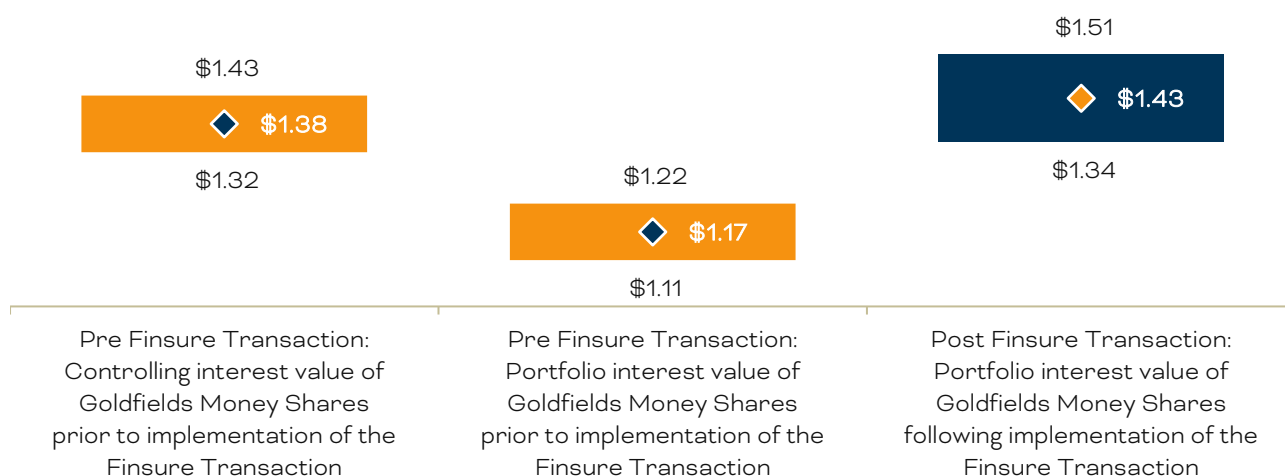 $1.43
$1.38
$1.32
Pre Finsure Transaction:
Controlling interest value of
Goldfields Money Shares
prior to implementation of the
Finsure Transaction
$1.22
$1.17
$1.11
Pre Finsure Transaction:
Portfolio interest value of
Goldfields Money Shares
prior to implementation of the
Finsure Transaction
$1.51
$1.43
$1.34
Post Finsure Transaction:
Portfolio interest value of
Goldfields Money Shares
following implementation of the
Finsure Transaction